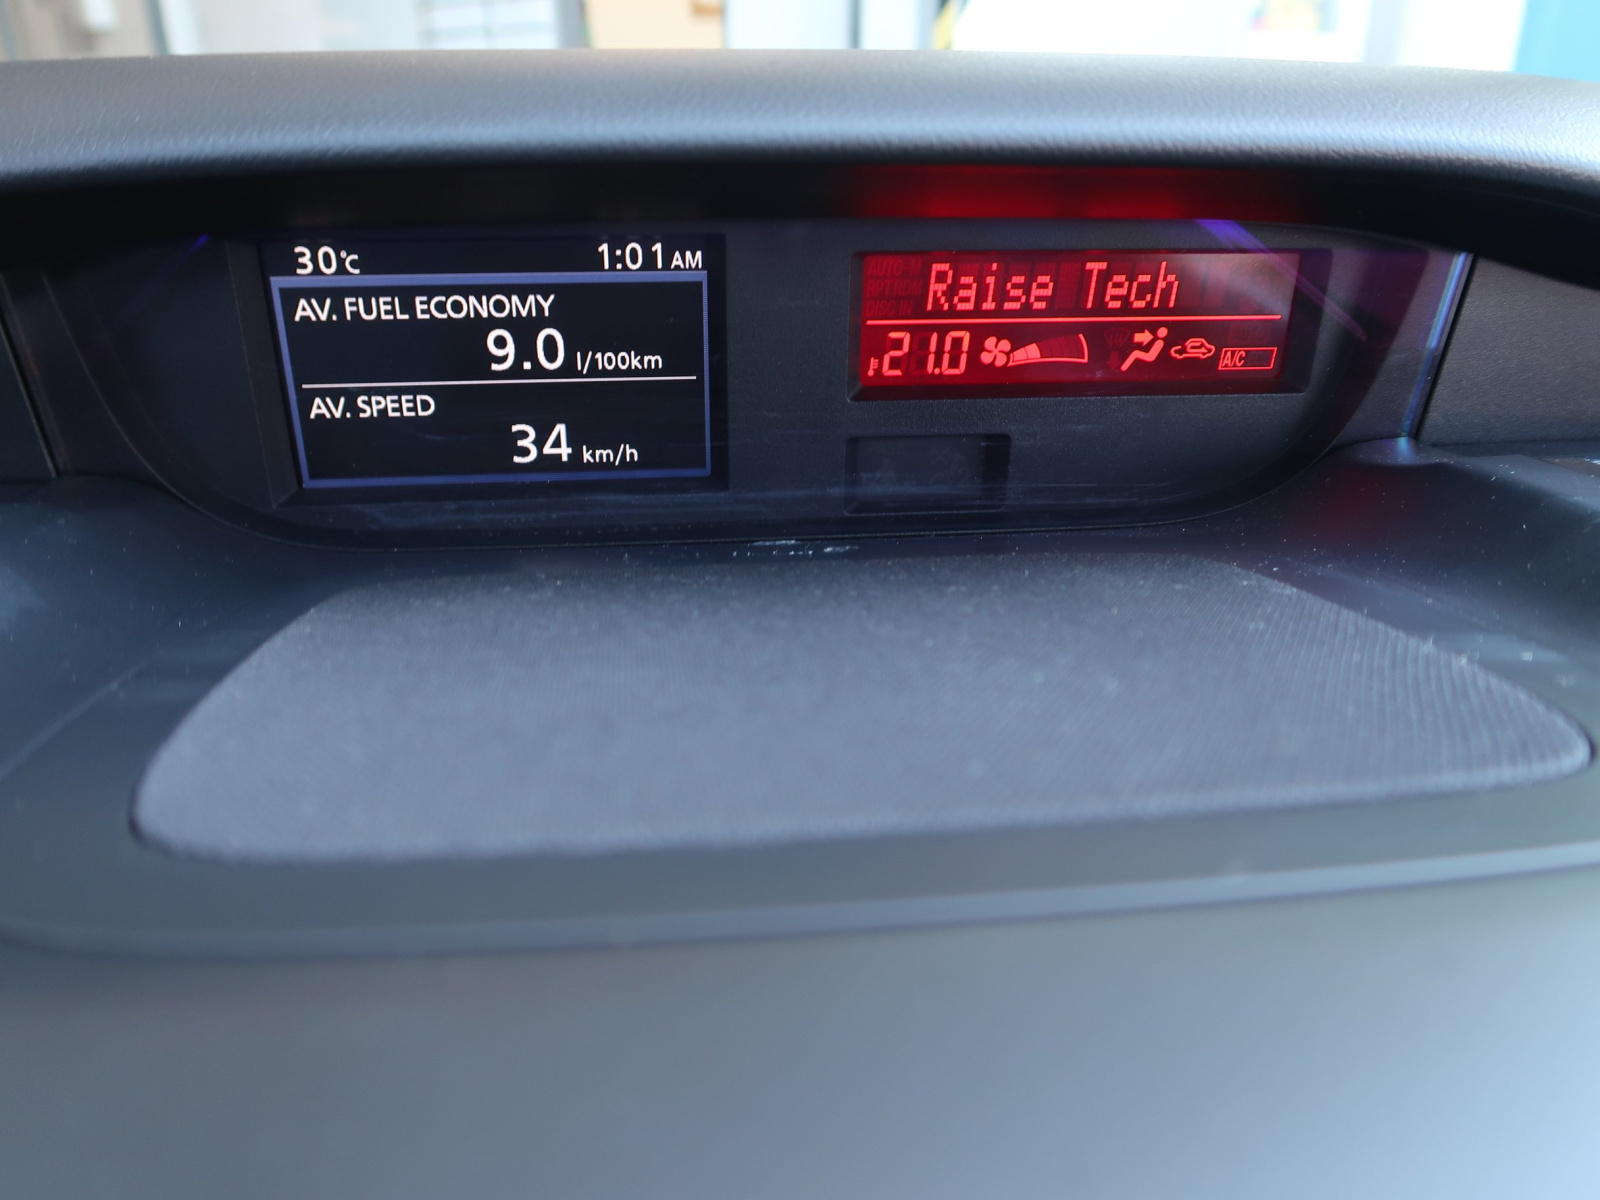 30°C 1:01 AM
AV. FUEL ECONOMY
9.0 l/100km
AV. SPEED
34 km/h
Raise Tech
21.0 A/C